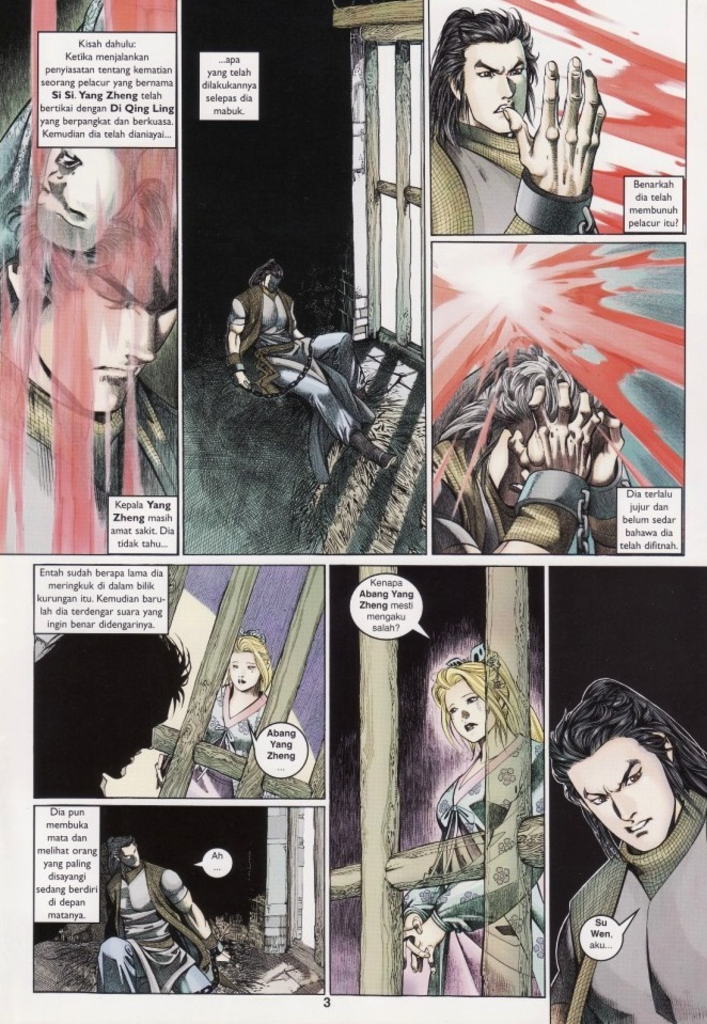 Kisah dahulu:
Ketika menjalankan
penyiasatan tentang kematian
seorang pelacur yang bernama
Si Si. Yang Zheng telah
bertikai dengan Di Qing Ling
yang berpangkat dan berkuasa.
Kemudian dia telah dianiayai...
Kepala Yang
Zheng masih
amat sakit. Dia
tidak tahu...
...apa
yang telah
dilakukannya
selepas dia
mabuk.
Benarkah
dia telah
membunuh
pelacur itu?
Dia terlalu
jujur dan
belum sedar
bahawa dia
telah difitnah.
Entah sudah berapa lama dia
meringkuk di dalam bilik
kurungan itu. Kemudian baru-
lah dia terdengar suara yang
ingin benar didengarinya.
Abang
Yang
Zheng
...
Dia pun
membuka
mata dan
melihat orang
yang paling
disayangi
sedang berdiri
di depan
matanya.
Ah
...
Kenapa
Abang Yang
Zheng mesti
mengaku
salah?
Su
Wen,
aku...
3